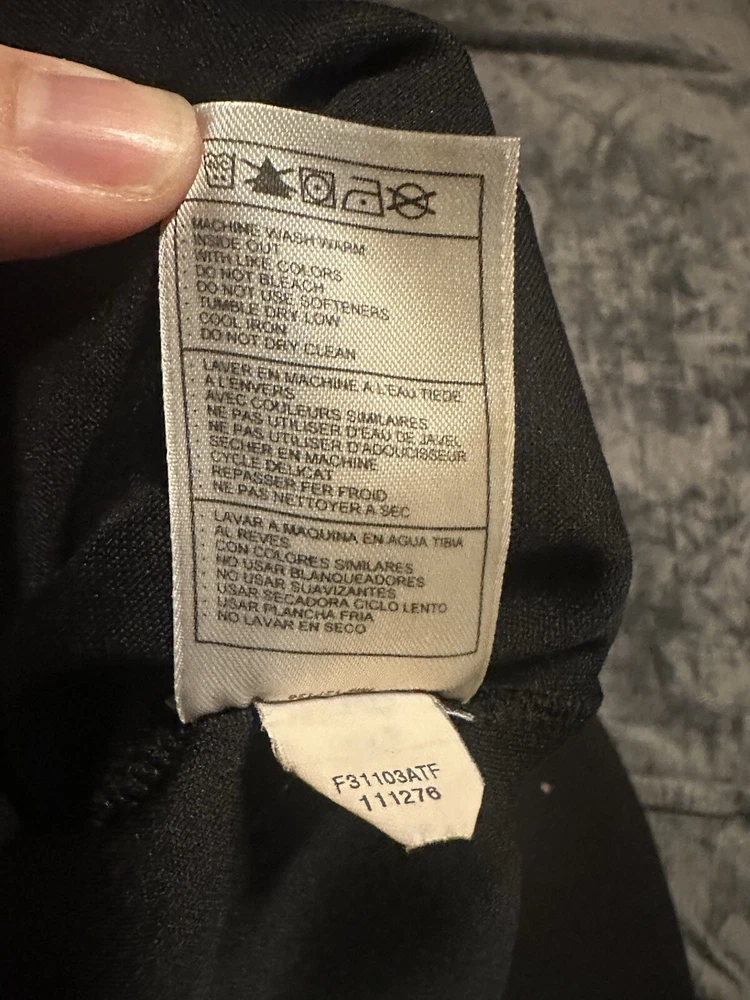 MACHINE WASH WARM
INSIDE OUT
WITH LIKE COLORS
DO NOT BLEACH
DO NOT USE SOFTENERS
TUMBLE DRY LOW
COOL IRON
DO NOT DRY CLEAN
LAVER EN MACHINE A L'EAU TIEDE
A L'ENVERS
AVEC COULEURS SIMILAIRES
NE PAS UTILISER D'EAU DE JAVEL
NE PAS UTILISER D'ADOUCISSEUR
SECHER EN MACHINE
CYCLE DELICAT
REPASSER FER FROID
NE PAS NETTOYER A SEC
LAVAR A MAQUINA EN AGUA TIBIA
AL REVES
CON COLORES SIMILARES
NO USAR BLANQUEADORES
NO USAR SUAVIZANTES
USAR SECADORA CICLO LENTO
USAR PLANCHA FRIA
NO LAVAR EN SECO
F31103ATF
111276